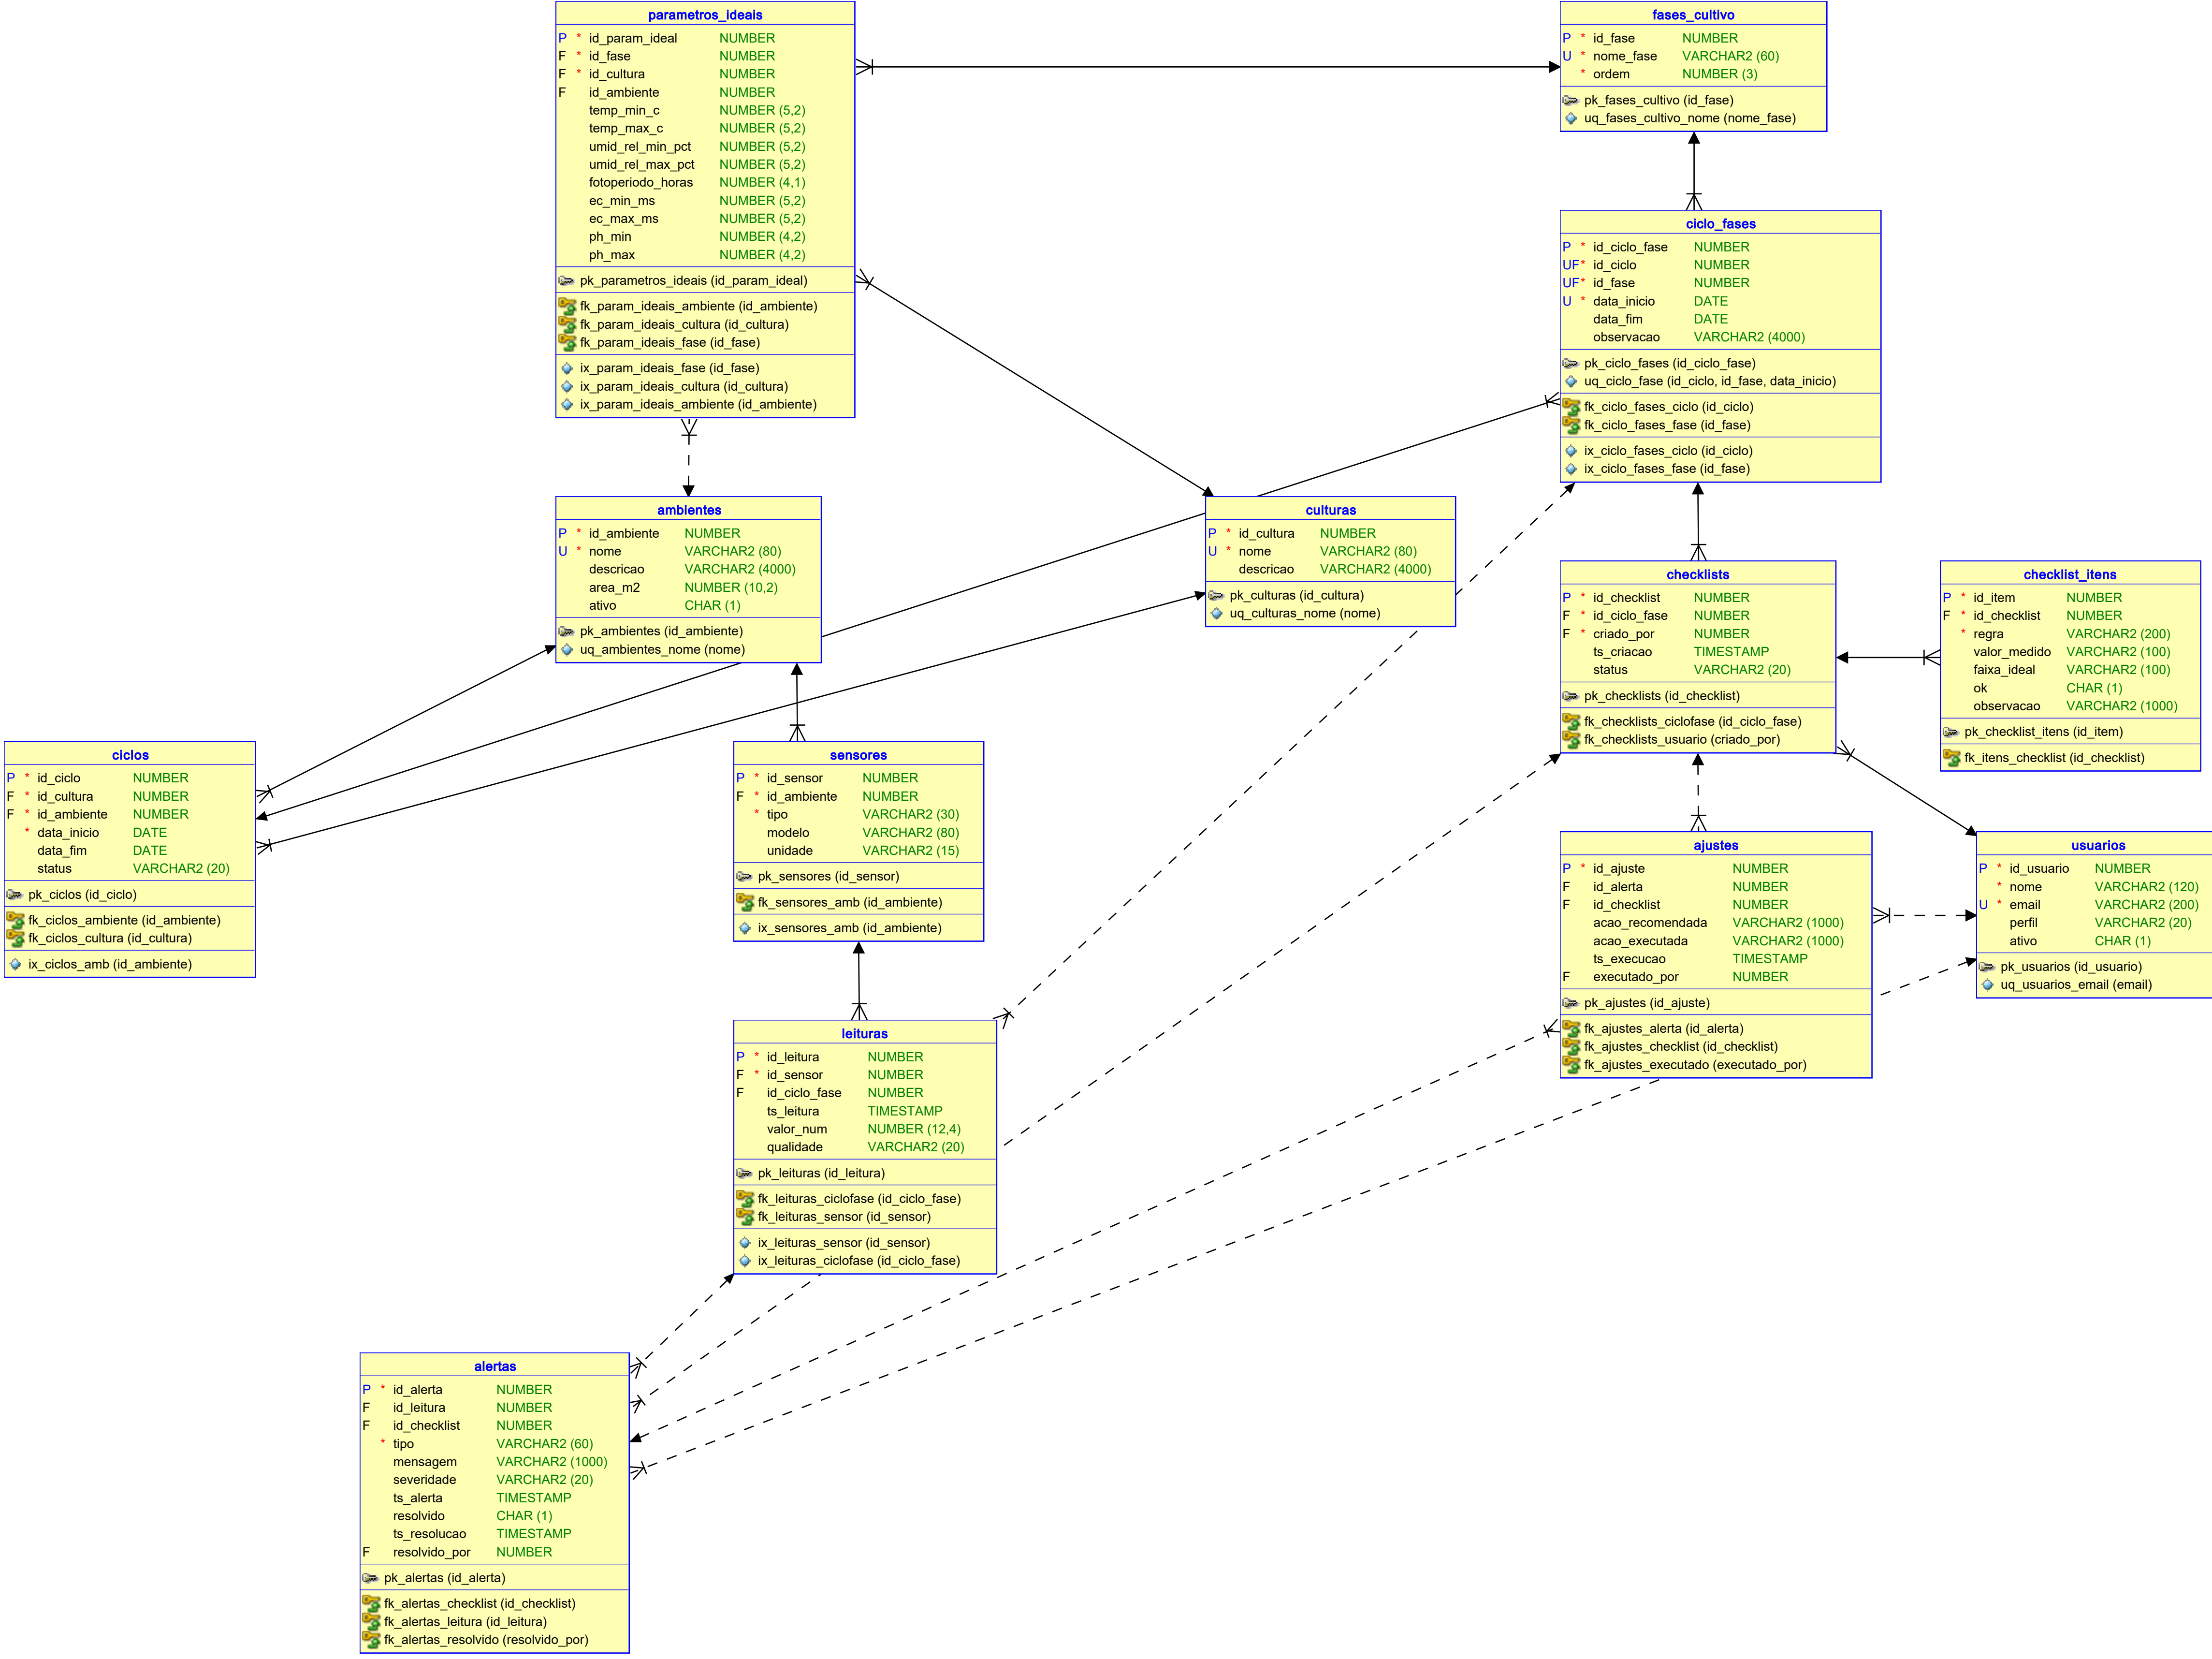 parametros_ideais
P * id_param_ideal NUMBER
F * id_fase NUMBER
F * id_cultura NUMBER
F id_ambiente NUMBER
temp_min_c NUMBER (5,2)
temp_max_c NUMBER (5,2)
umid_rel_min_pct NUMBER (5,2)
umid_rel_max_pct NUMBER (5,2)
fotoperiodo_horas NUMBER (4,1)
ec_min_ms NUMBER (5,2)
ec_max_ms NUMBER (5,2)
ph_min NUMBER (4,2)
ph_max NUMBER (4,2)
pk_parametros_ideais (id_param_ideal)
fk_param_ideais_ambiente (id_ambiente)
fk_param_ideais_cultura (id_cultura)
fk_param_ideais_fase (id_fase)
ix_param_ideais_fase (id_fase)
ix_param_ideais_cultura (id_cultura)
ix_param_ideais_ambiente (id_ambiente)
fases_cultivo
P * id_fase NUMBER
U * nome_fase VARCHAR2 (60)
* ordem NUMBER (3)
pk_fases_cultivo (id_fase)
uq_fases_cultivo_nome (nome_fase)
ciclo_fases
P * id_ciclo_fase NUMBER
UF* id_ciclo NUMBER
UF* id_fase NUMBER
U * data_inicio DATE
data_fim DATE
observacao VARCHAR2 (4000)
pk_ciclo_fases (id_ciclo_fase)
uq_ciclo_fase (id_ciclo, id_fase, data_inicio)
fk_ciclo_fases_ciclo (id_ciclo)
fk_ciclo_fases_fase (id_fase)
ix_ciclo_fases_ciclo (id_ciclo)
ix_ciclo_fases_fase (id_fase)
ambientes
P * id_ambiente NUMBER
U * nome VARCHAR2 (80)
descricao VARCHAR2 (4000)
area_m2 NUMBER (10,2)
ativo CHAR (1)
pk_ambientes (id_ambiente)
uq_ambientes_nome (nome)
culturas
P * id_cultura NUMBER
U * nome VARCHAR2 (80)
descricao VARCHAR2 (4000)
pk_culturas (id_cultura)
uq_culturas_nome (nome)
checklists
P * id_checklist NUMBER
F * id_ciclo_fase NUMBER
F * criado_por NUMBER
ts_criacao TIMESTAMP
status VARCHAR2 (20)
pk_checklists (id_checklist)
fk_checklists_ciclofase (id_ciclo_fase)
fk_checklists_usuario (criado_por)
checklist_itens
P * id_item NUMBER
F * id_checklist NUMBER
* regra VARCHAR2 (200)
valor_medido VARCHAR2 (100)
faixa_ideal VARCHAR2 (100)
ok CHAR (1)
observacao VARCHAR2 (1000)
pk_checklist_itens (id_item)
fk_itens_checklist (id_checklist)
ciclos
P * id_ciclo NUMBER
F * id_cultura NUMBER
F * id_ambiente NUMBER
* data_inicio DATE
data_fim DATE
status VARCHAR2 (20)
pk_ciclos (id_ciclo)
fk_ciclos_ambiente (id_ambiente)
fk_ciclos_cultura (id_cultura)
ix_ciclos_amb (id_ambiente)
sensores
P * id_sensor NUMBER
F * id_ambiente NUMBER
* tipo VARCHAR2 (30)
modelo VARCHAR2 (80)
unidade VARCHAR2 (15)
pk_sensores (id_sensor)
fk_sensores_amb (id_ambiente)
ix_sensores_amb (id_ambiente)
ajustes
P * id_ajuste NUMBER
F id_alerta NUMBER
F id_checklist NUMBER
acao_recomendada VARCHAR2 (1000)
acao_executada VARCHAR2 (1000)
ts_execucao TIMESTAMP
F executado_por NUMBER
pk_ajustes (id_ajuste)
fk_ajustes_alerta (id_alerta)
fk_ajustes_checklist (id_checklist)
fk_ajustes_executado (executado_por)
usuarios
P * id_usuario NUMBER
* nome VARCHAR2 (120)
U * email VARCHAR2 (200)
perfil VARCHAR2 (20)
ativo CHAR (1)
pk_usuarios (id_usuario)
uq_usuarios_email (email)
leituras
P * id_leitura NUMBER
F * id_sensor NUMBER
F id_ciclo_fase NUMBER
ts_leitura TIMESTAMP
valor_num NUMBER (12,4)
qualidade VARCHAR2 (20)
pk_leituras (id_leitura)
fk_leituras_ciclofase (id_ciclo_fase)
fk_leituras_sensor (id_sensor)
ix_leituras_sensor (id_sensor)
ix_leituras_ciclofase (id_ciclo_fase)
alertas
P * id_alerta NUMBER
F id_leitura NUMBER
F id_checklist NUMBER
* tipo VARCHAR2 (60)
mensagem VARCHAR2 (1000)
severidade VARCHAR2 (20)
ts_alerta TIMESTAMP
resolvido CHAR (1)
ts_resolucao TIMESTAMP
F resolvido_por NUMBER
pk_alertas (id_alerta)
fk_alertas_checklist (id_checklist)
fk_alertas_leitura (id_leitura)
fk_alertas_resolvido (resolvido_por)